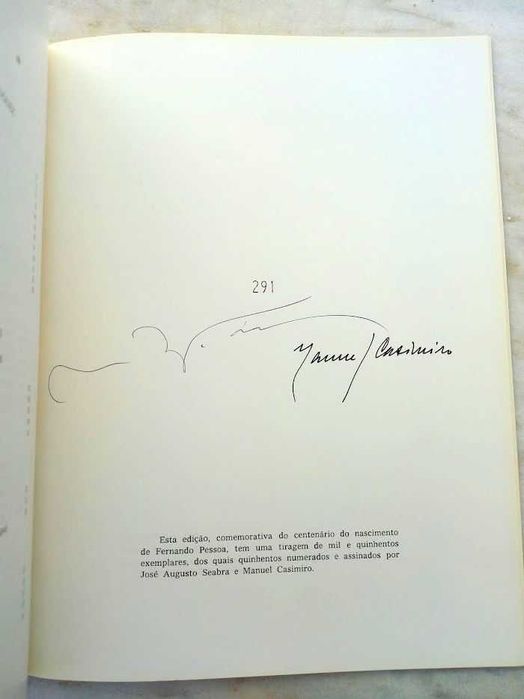 291
Manuel Casimiro
Esta edição, comemorativa do centenário do nascimento
de Fernando Pessoa, tem uma tiragem de mil e quinhentos
exemplares, dos quais quinhentos numerados e assinados por
José Augusto Seabra e Manuel Casimiro.